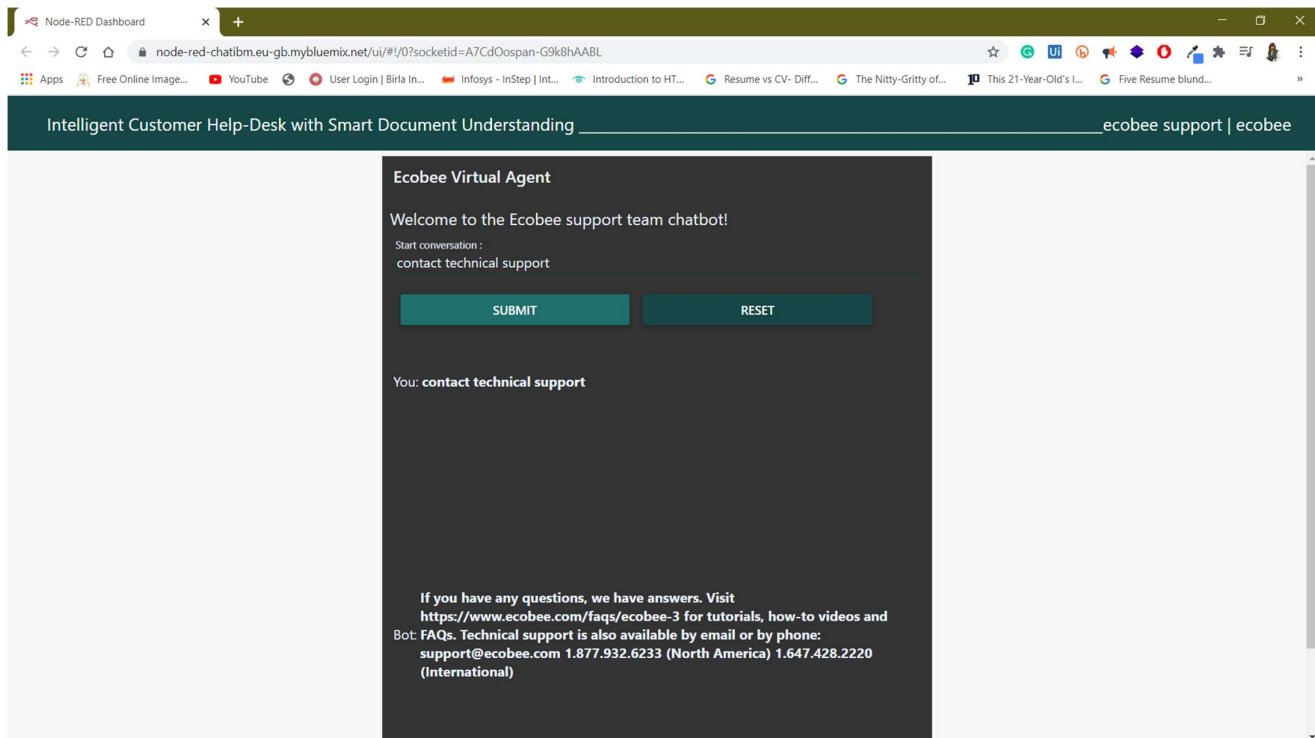 Node-RED Dashboard
node-red-chatibm.eu-gb.mybluemix.net/ui/#!/0?socketid=A7CdOospan-G9k8hAABL
Apps Free Online Image... YouTube User Login | Birla In... Infosys - InStep | Int... Introduction to HT... Resume vs CV- Diff... The Nitty-Gritty of... This 21-Year-Old's I... Five Resume blund... »
Intelligent Customer Help-Desk with Smart Document Understanding ecobee support | ecobee
Ecobee Virtual Agent
Welcome to the Ecobee support team chatbot!
Start conversation :
contact technical support
SUBMIT RESET
You: contact technical support
If you have any questions, we have answers. Visit
https://www.ecobee.com/faqs/ecobee-3 for tutorials, how-to videos and
Bot: FAQs. Technical support is also available by email or by phone:
support@ecobee.com 1.877.932.6233 (North America) 1.647.428.2220
(International)